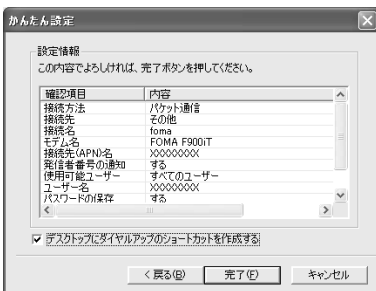 かんたん設定
設定情報
この内容でよろしければ、完了ボタンを押してください。
確認項目 内容
接続方法 パケット通信
接続先 その他
接続名 foma
モデム名 FOMA F900iT
接続先(APN)名 XXXXXXXX
発信者番号の通知 する
使用可能ユーザー すべてのユーザー
ユーザー名 XXXXXXXX
パスワードの保存 する
デスクトップにダイヤルアップのショートカットを作成する
< 戻る(B) 完了(F) キャンセル